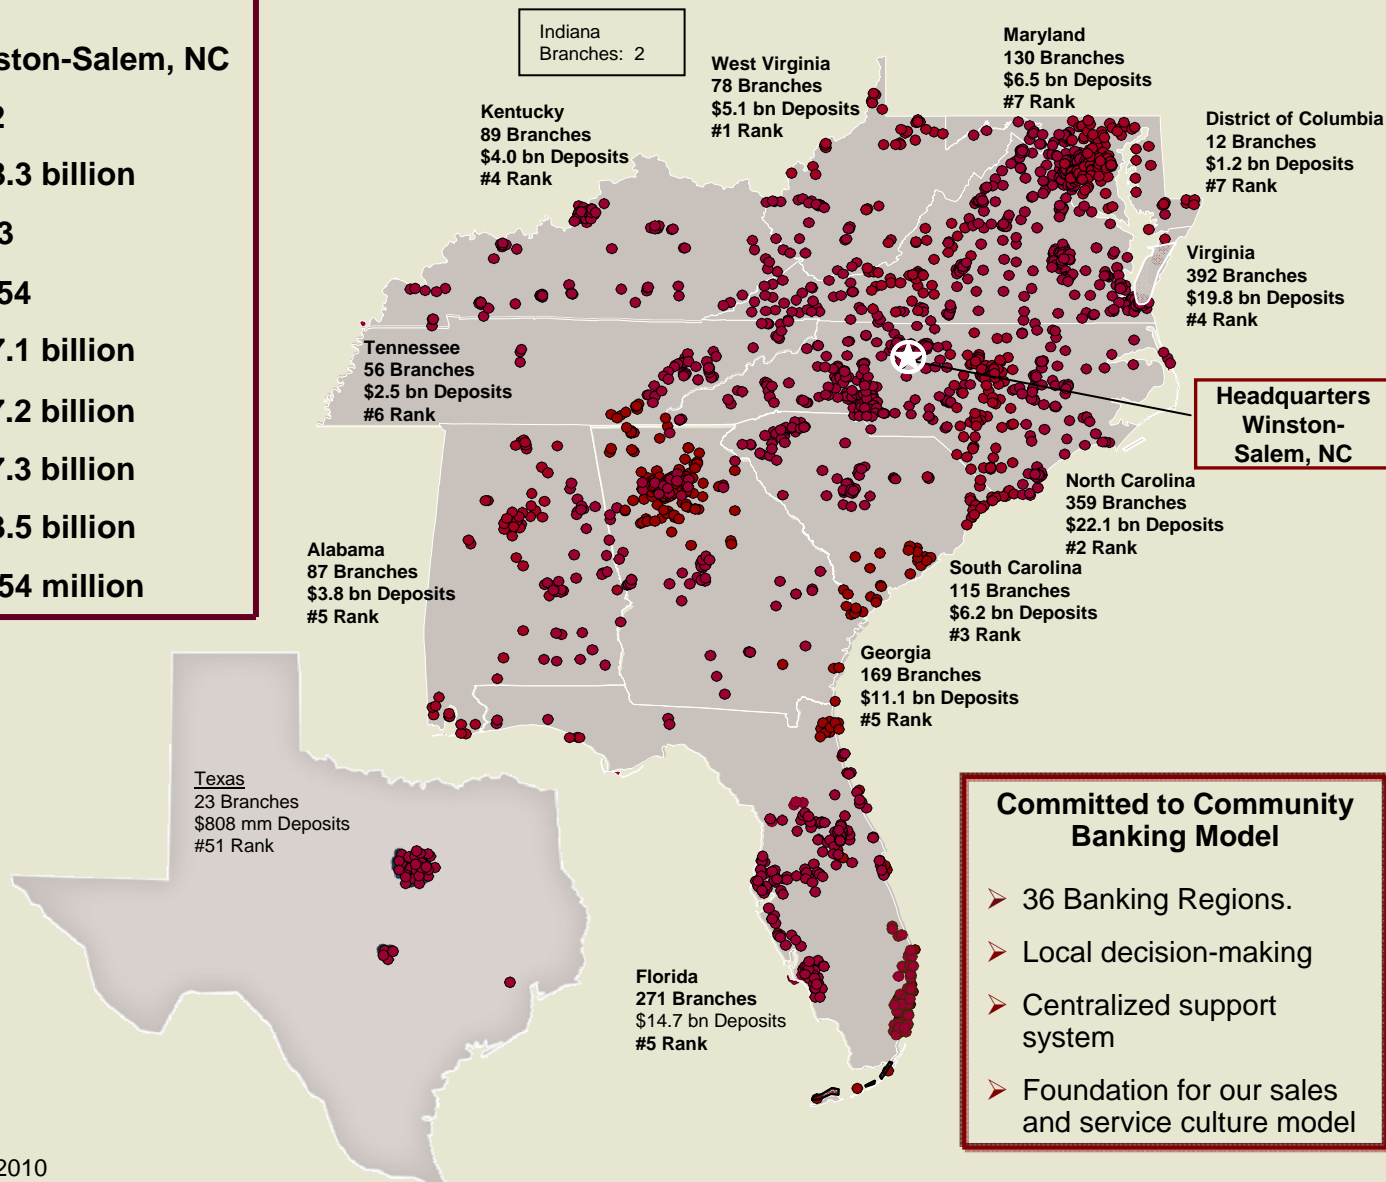 ston-Salem, NC
2
3.3 billion
3
54
7.1 billion
7.2 billion
7.3 billion
3.5 billion
54 million
Indiana
Branches: 2
West Virginia
78 Branches
$5.1 bn Deposits
#1 Rank
Maryland
130 Branches
$6.5 bn Deposits
#7 Rank
Kentucky
89 Branches
$4.0 bn Deposits
#4 Rank
District of Columbia
12 Branches
$1.2 bn Deposits
#7 Rank
Virginia
392 Branches
$19.8 bn Deposits
#4 Rank
Tennessee
56 Branches
$2.5 bn Deposits
#6 Rank
Headquarters
Winston-
Salem, NC
North Carolina
359 Branches
$22.1 bn Deposits
#2 Rank
Alabama
87 Branches
$3.8 bn Deposits
#5 Rank
South Carolina
115 Branches
$6.2 bn Deposits
#3 Rank
Georgia
169 Branches
$11.1 bn Deposits
#5 Rank
Texas
23 Branches
$808 mm Deposits
#51 Rank
Florida
271 Branches
$14.7 bn Deposits
#5 Rank
Committed to Community
Banking Model
36 Banking Regions.
Local decision-making
Centralized support
system
Foundation for our sales
and service culture model
2010